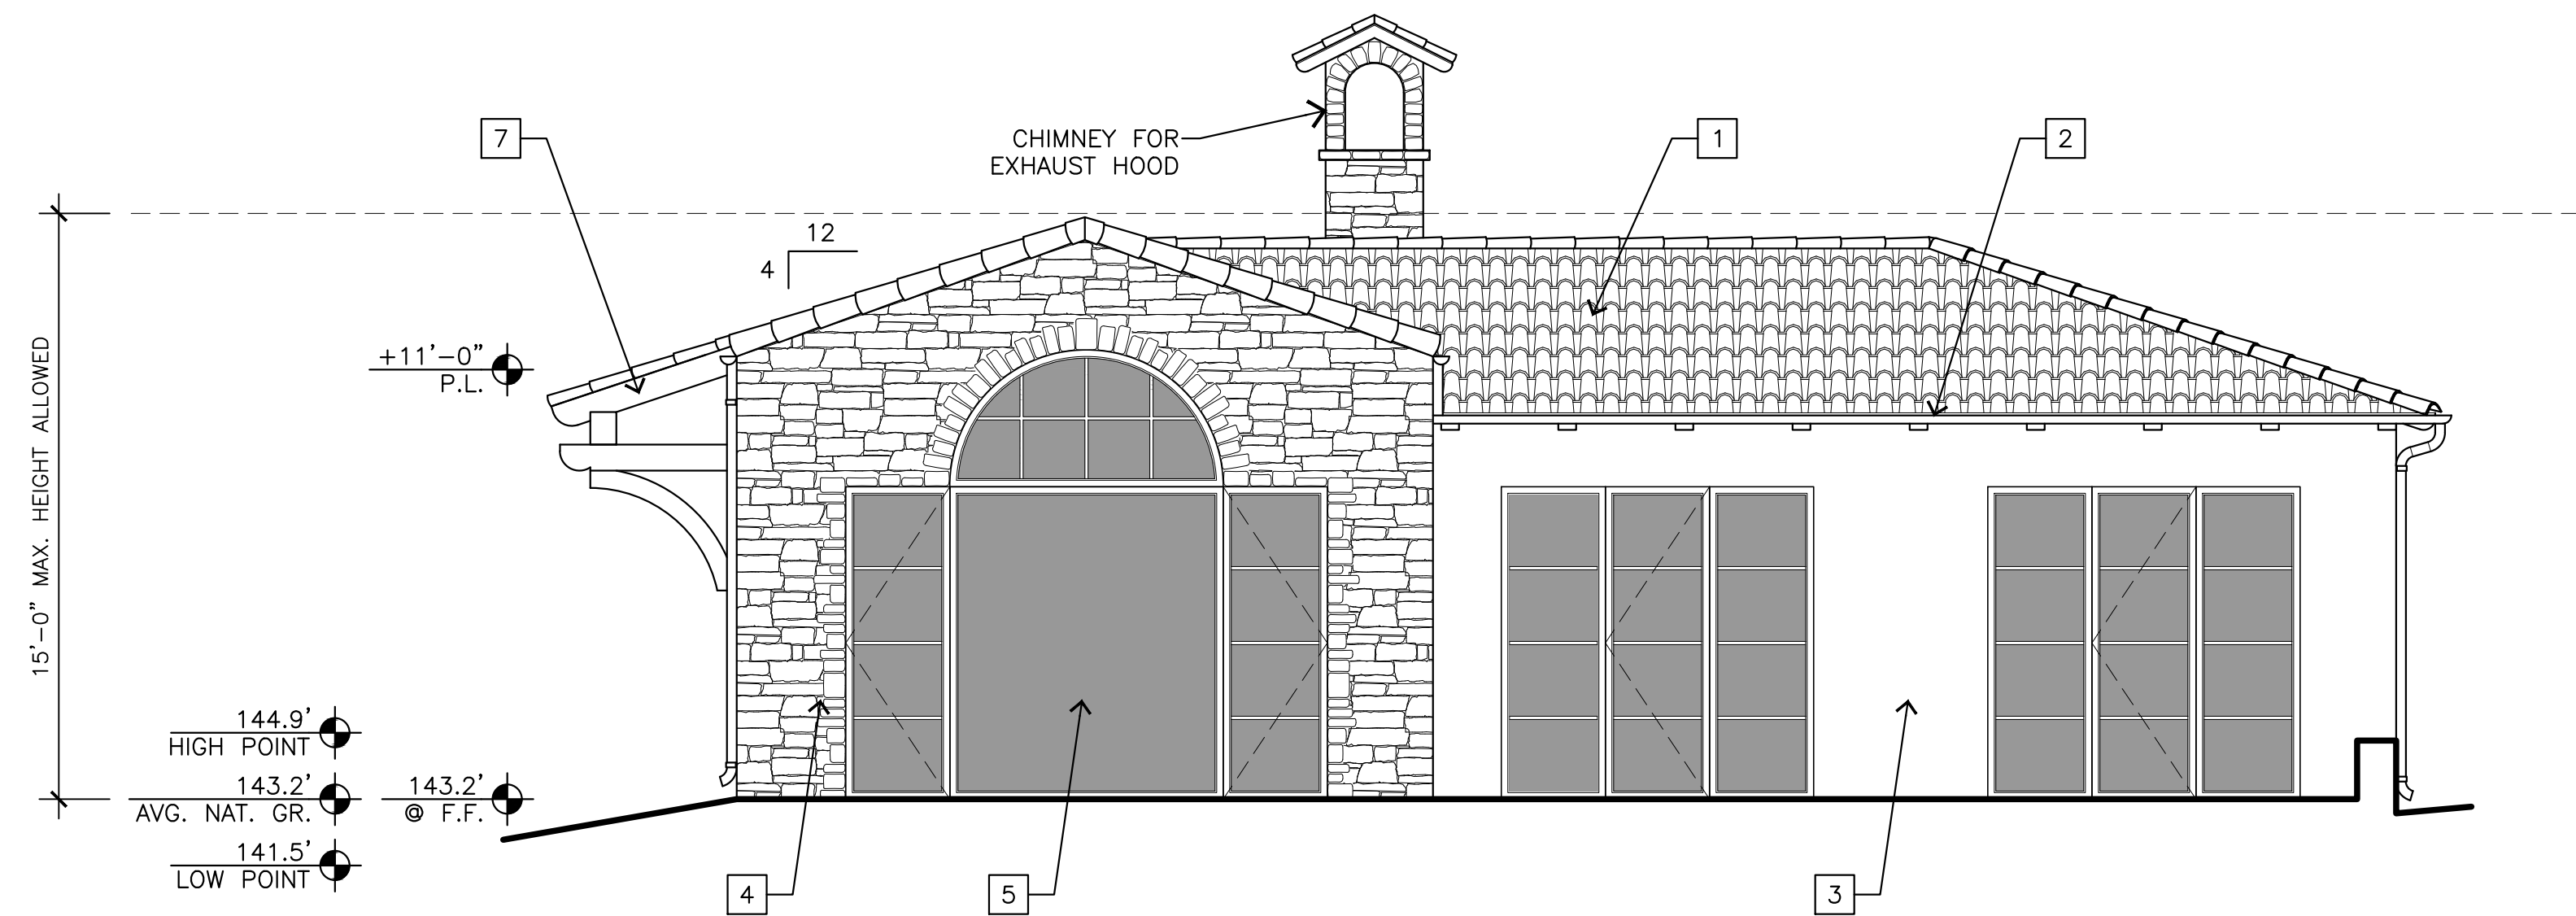 7
CHIMNEY FOR
EXHAUST HOOD
1
2
12
4
+11'-0"
P.L.
15'-0" MAX. HEIGHT ALLOWED
144.9'
HIGH POINT
143.2'
AVG. NAT. GR.
143.2'
@ F.F.
141.5'
LOW POINT
4
5
3